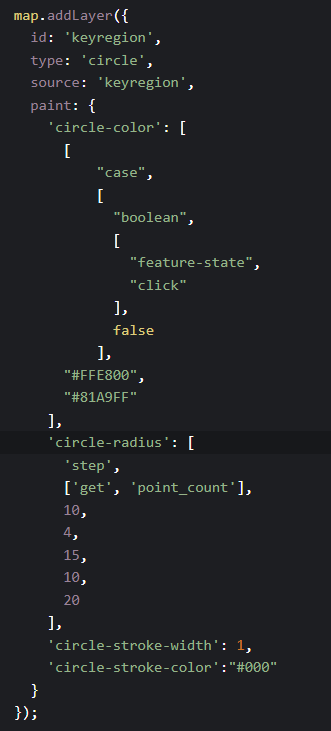 map.addLayer({
  id: 'keyregion',
  type: 'circle',
  source: 'keyregion',
  paint: {
    'circle-color': [
      [
          "case",
          [
            "boolean",
            [
              "feature-state",
              "click"
            ],
            false
          ],
      "#FFE800",
      "#81A9FF"
    ],
    'circle-radius': [
      'step',
      ['get', 'point_count'],
      10,
      4,
      15,
      10,
      20
    ],
    'circle-stroke-width': 1,
    'circle-stroke-color':"#000"
  }
});